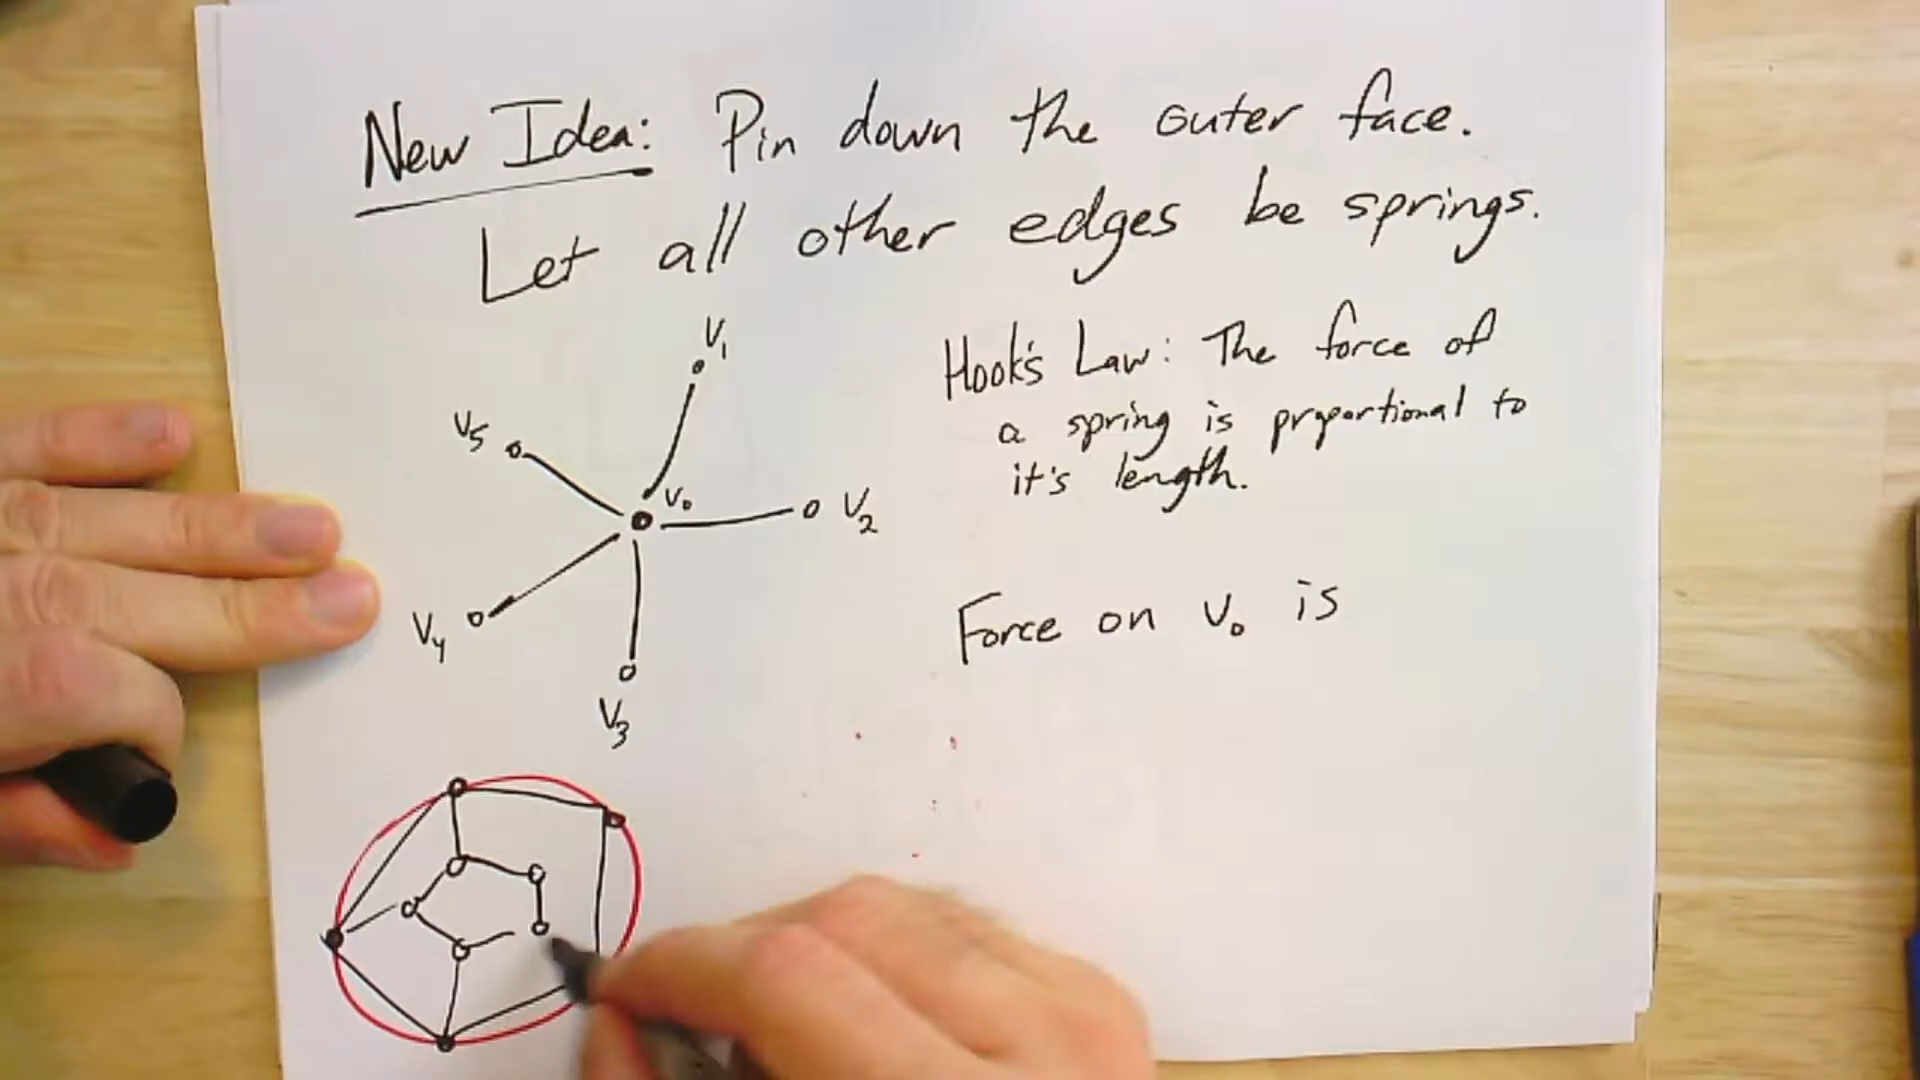 New Idea: Pin down the outer face.
Let all other edges be springs.
V₁
V₅
V₀
V₂
V₄
V₃
Hook's Law: The force of
a spring is proportional to
it's length.
Force on V₀ is